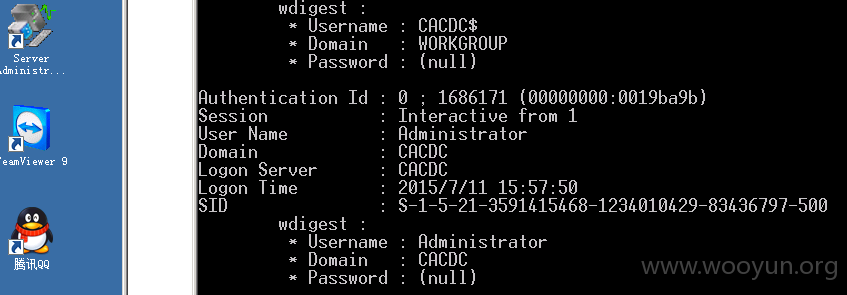 Server
Administr...
TeamViewer 9
腾讯QQ
wdigest :
* Username : CACDC$
* Domain   : WORKGROUP
* Password : (null)
Authentication Id : 0 ; 1686171 (00000000:0019ba9b)
Session           : Interactive from 1
User Name         : Administrator
Domain            : CACDC
Logon Server      : CACDC
Logon Time        : 2015/7/11 15:57:50
SID               : S-1-5-21-3591415468-1234010429-83436797-500
wdigest :
* Username : Administrator
* Domain   : CACDC
* Password : (null)
www.wooyun.org